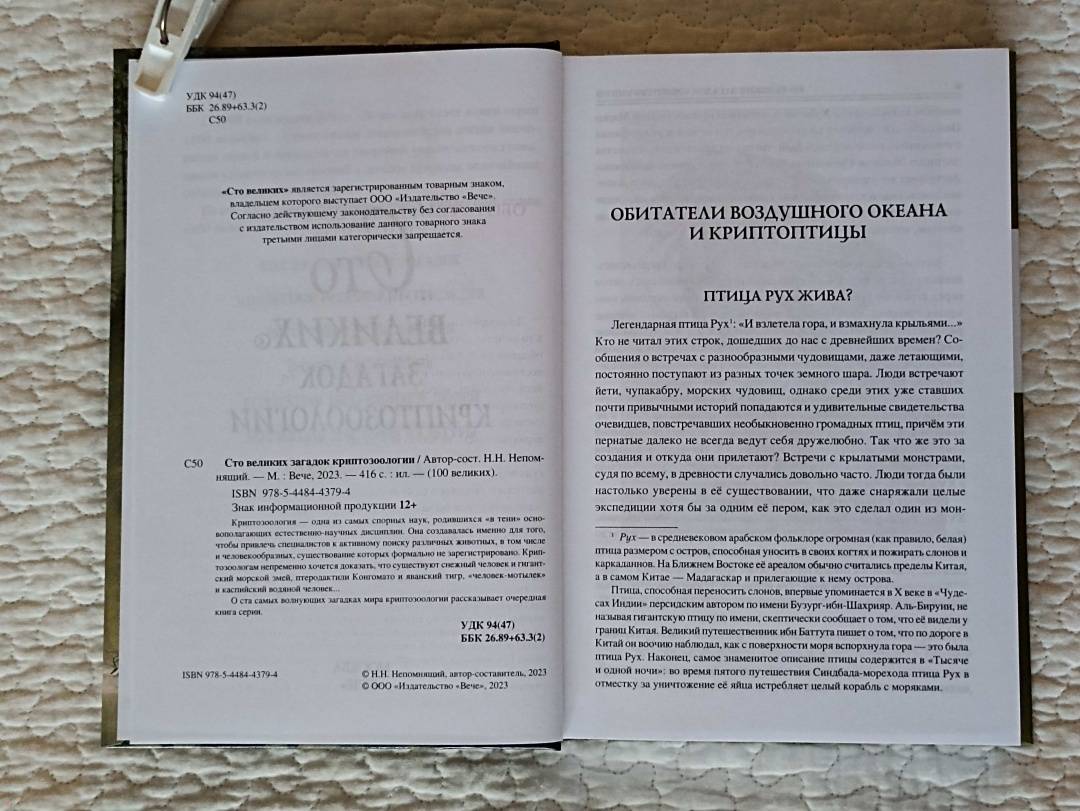 УДК 94(47)
ББК 26.89+63.3(2)
С50
«Сто великих» является зарегистрированным товарным знаком,
владельцем которого выступает ООО «Издательство «Вече».
Согласно действующему законодательству без согласования
с издательством использование данного товарного знака
третьими лицами категорически запрещается.
С50 Сто великих загадок криптозоологии / Автор-сост. Н.Н. Непом-
нящий. — М. : Вече, 2023. — 416 с. : ил. — (100 великих).
ISBN 978-5-4484-4379-4
Знак информационной продукции 12+
Криптозоология — одна из самых спорных наук, родившихся «в тени» осно-
вополагающих естественно-научных дисциплин. Она создавалась именно для того,
чтобы привлечь специалистов к активному поиску различных животных, в том числе
и человекообразных, существование которых формально не зарегистрировано. Крип-
тозоологам непременно хочется доказать, что существуют снежный человек и гигант-
ский морской змей, птеродактили Конгомато и яванский тигр, «человек-мотылек»
и каспийский водяной человек...
О ста самых волнующих загадках мира криптозоологии рассказывает очередная
книга серии.
УДК 94(47)
ББК 26.89+63.3(2)
ISBN 978-5-4484-4379-4
© Н.Н. Непомнящий, автор-составитель, 2023
© ООО «Издательство «Вече», 2023
ОБИТАТЕЛИ ВОЗДУШНОГО ОКЕАНА
И КРИПТОПТИЦЫ
ПТИЦА РУХ ЖИВА?
Легендарная птица Рух¹: «И взлетела гора, и взмахнула крыльями...»
Кто не читал этих строк, дошедших до нас с древнейших времен? Со-
общения о встречах с разнообразными чудовищами, даже летающими,
постоянно поступают из разных точек земного шара. Люди встречают
йети, чупакабру, морских чудовищ, однако среди этих уже ставших
почти привычными историй попадаются и удивительные свидетельства
очевидцев, повстречавших необыкновенно громадных птиц, причём эти
пернатые далеко не всегда ведут себя дружелюбно. Так что же это за
создания и откуда они прилетают? Встречи с крылатыми монстрами,
судя по всему, в древности случались довольно часто. Люди тогда были
настолько уверены в её существовании, что даже снаряжали целые
экспедиции хотя бы за одним её пером, как это сделал один из мон-
¹ Рух — в средневековом арабском фольклоре огромная (как правило, белая)
птица размером с остров, способная уносить в своих когтях и пожирать слонов и
каркаданнов. На Ближнем Востоке её ареалом обычно считались пределы Китая,
а в самом Китае — Мадагаскар и прилегающие к нему острова.
Птица, способная переносить слонов, впервые упоминается в X веке в «Чуде-
сах Индии» персидским автором по имени Бузург-ибн-Шахрияр. Аль-Бируни, не
называя гигантскую птицу по имени, скептически сообщает о том, что её видели у
границ Китая. Великий путешественник ибн Баттута пишет о том, что по дороге в
Китай он воочию наблюдал, как с поверхности моря вспорхнула гора — это была
птица Рух. Наконец, самое знаменитое описание птицы содержится в «Тысяче
и одной ночи»: во время пятого путешествия Синдбада-морехода птица Рух в
отместку за уничтожение её яйца истребляет целый корабль с моряками.